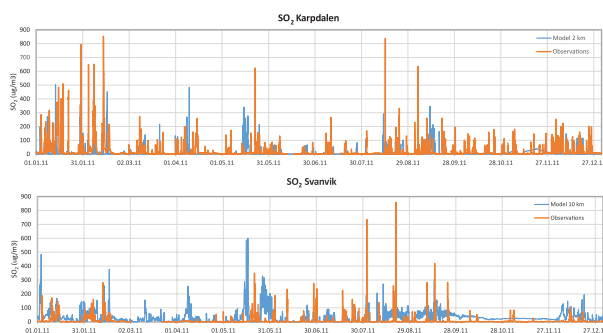 SO2 Karpdalen
900
800
700
600
500
400
300
200
100
0
SO2 (ug/m3)
Model 2 km
Observations
01.01.11 31.01.11 02.03.11 01.04.11 01.05.11 31.05.11 30.06.11 30.07.11 29.08.11 28.09.11 28.10.11 27.11.11 27.12.1
SO2 Svanvik
900
800
700
600
500
400
300
200
100
0
SO2 (ug/m3)
Model 10 km
Observations
01.01.11 31.01.11 02.03.11 01.04.11 01.05.11 31.05.11 30.06.11 30.07.11 29.08.11 28.09.11 28.10.11 27.11.11 27.12.11